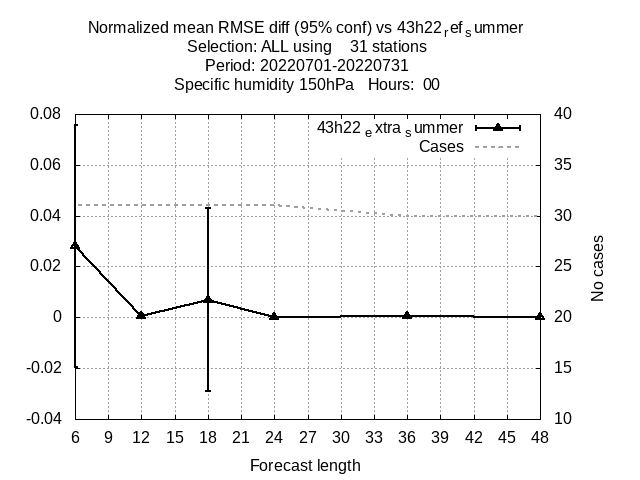 Normalized mean RMSE diff (95% conf) vs 43h22ref summer
Selection: ALL using    31 stations
Period: 20220701-20220731
Specific humidity 150hPa   Hours:  00
43h22extrasummer
Cases
0.08
0.06
0.04
0.02
0
-0.02
-0.04
40
35
30
25
20
15
10
No cases
6 9 12 15 18 21 24 27 30 33 36 39 42 45 48
Forecast length